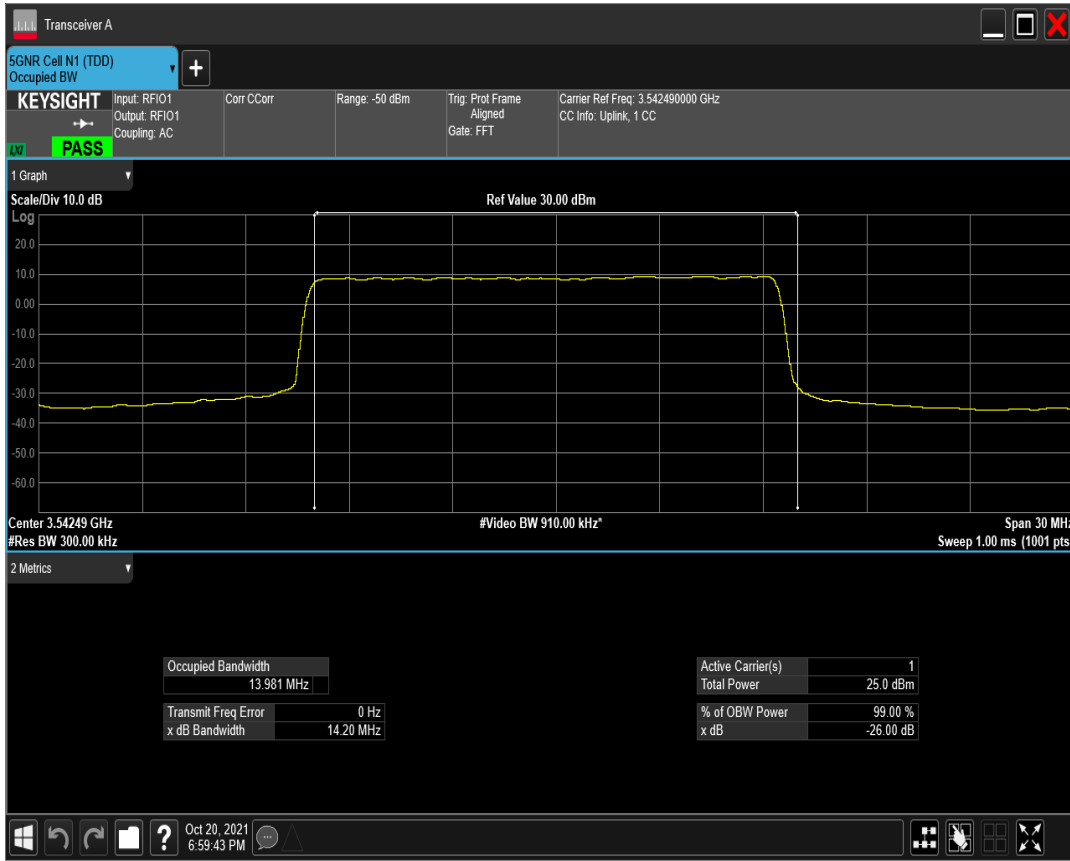 Transceiver A
5GNR Cell N1 (TDD)
Occupied BW
+
KEYSIGHT
LXI
PASS
Input: RFIO1
Output: RFIO1
Coupling: AC
Corr CCorr
Range: -50 dBm
Trig: Prot Frame
Aligned
Gate: FFT
Carrier Ref Freq: 3.542490000 GHz
CC Info: Uplink, 1 CC
1 Graph
Scale/Div 10.0 dB
Ref Value 30.00 dBm
Log
20.0
10.0
0.00
-10.0
-20.0
-30.0
-40.0
-50.0
-60.0
Center 3.54249 GHz
#Video BW 910.00 kHz*
Span 30 MHz
#Res BW 300.00 kHz
Sweep 1.00 ms (1001 pts
2 Metrics
Occupied Bandwidth
13.981 MHz
Transmit Freq Error 0 Hz
x dB Bandwidth 14.20 MHz
Active Carrier(s) 1
Total Power 25.0 dBm
% of OBW Power 99.00 %
x dB -26.00 dB
?
Oct 20, 2021
6:59:43 PM